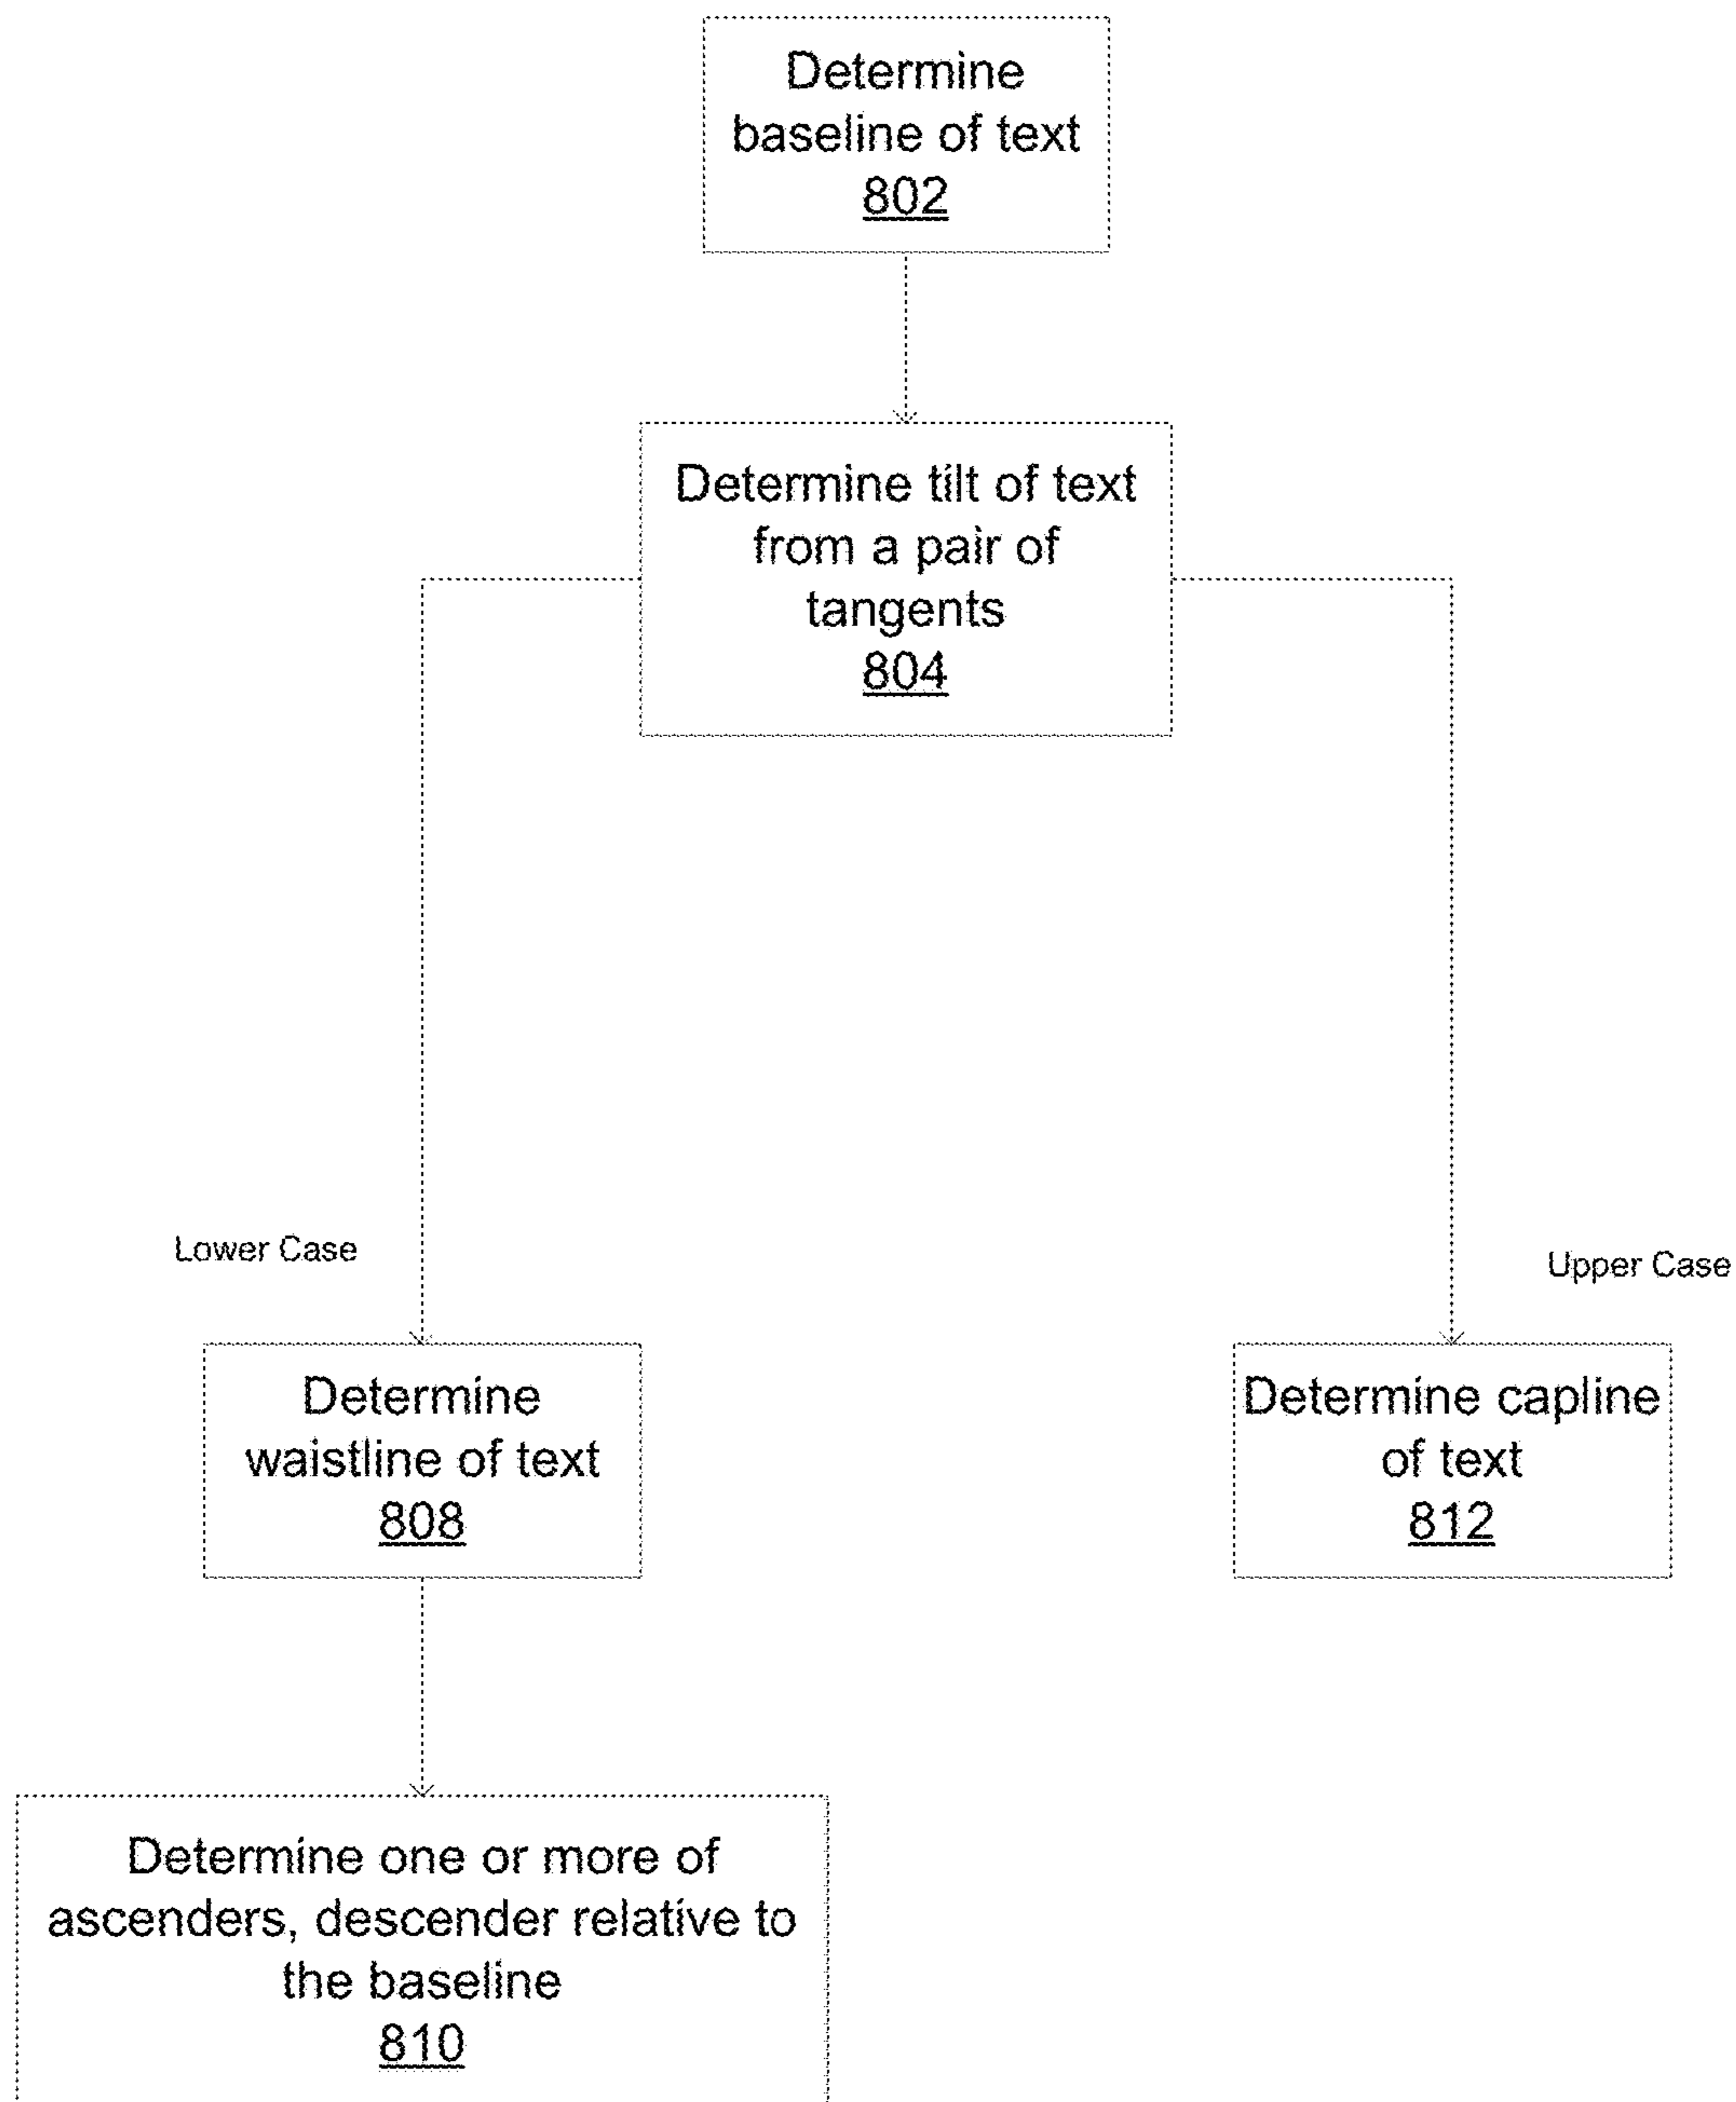 Determine
baseline of text
802
Determine tilt of text
from a pair of
tangents
804
Lower Case
Upper Case
Determine
waistline of text
808
Determine capline
of text
812
Determine one or more of
ascenders, descender relative to
the baseline
810